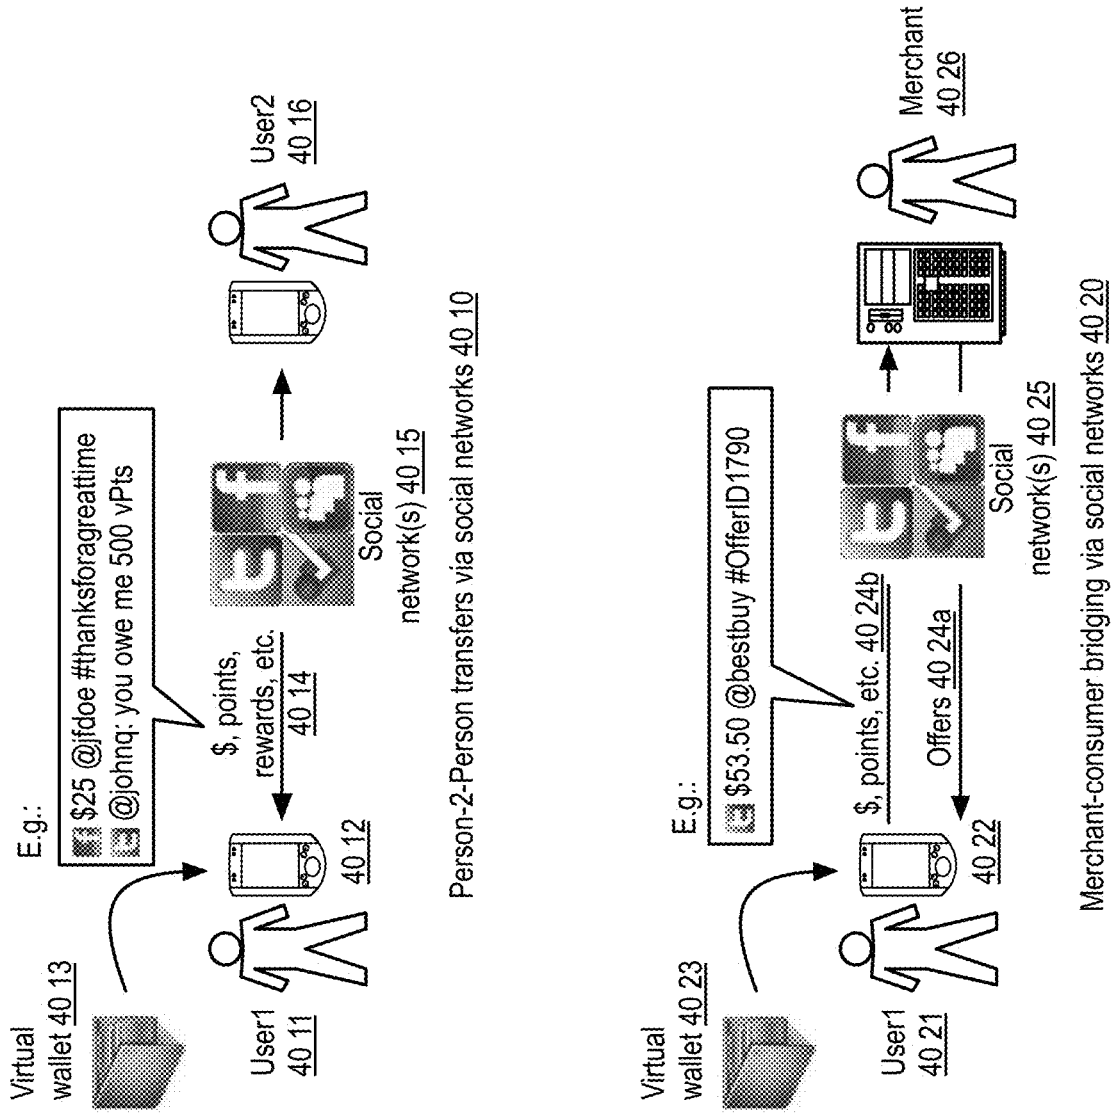 E.g.:
$25 @jfdoe #thanksforagreattime
@johnq: you owe me 500 vPts
Virtual
wallet 40 13
User1
40 11
40 12
$, points,
rewards, etc.
40 14
Social
network(s) 40 15
User2
40 16
Person-2-Person transfers via social networks 40 10
E.g.:
$53.50 @bestbuy #OfferID1790
Virtual
wallet 40 23
User1
40 21
40 22
$, points, etc. 40 24b
Offers 40 24a
Social
network(s) 40 25
Merchant
40 26
Merchant-consumer bridging via social networks 40 20